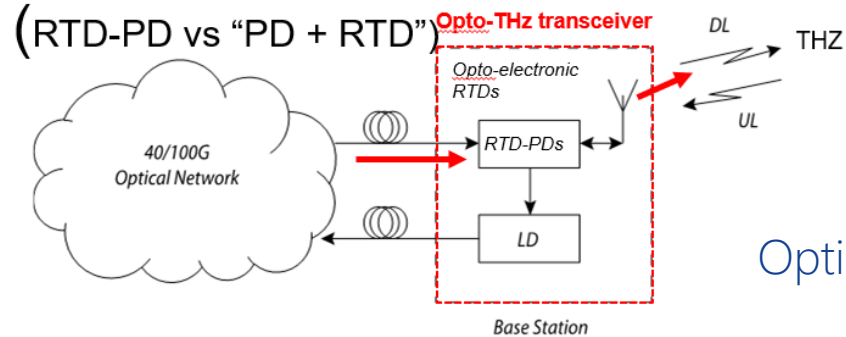 (RTD-PD vs “PD + RTD”)
Opto-THz transceiver
DL
THZ
Opto-electronic
RTDs
UL
40/100G
Optical Network
RTD-PDs
LD
Opti
Base Station